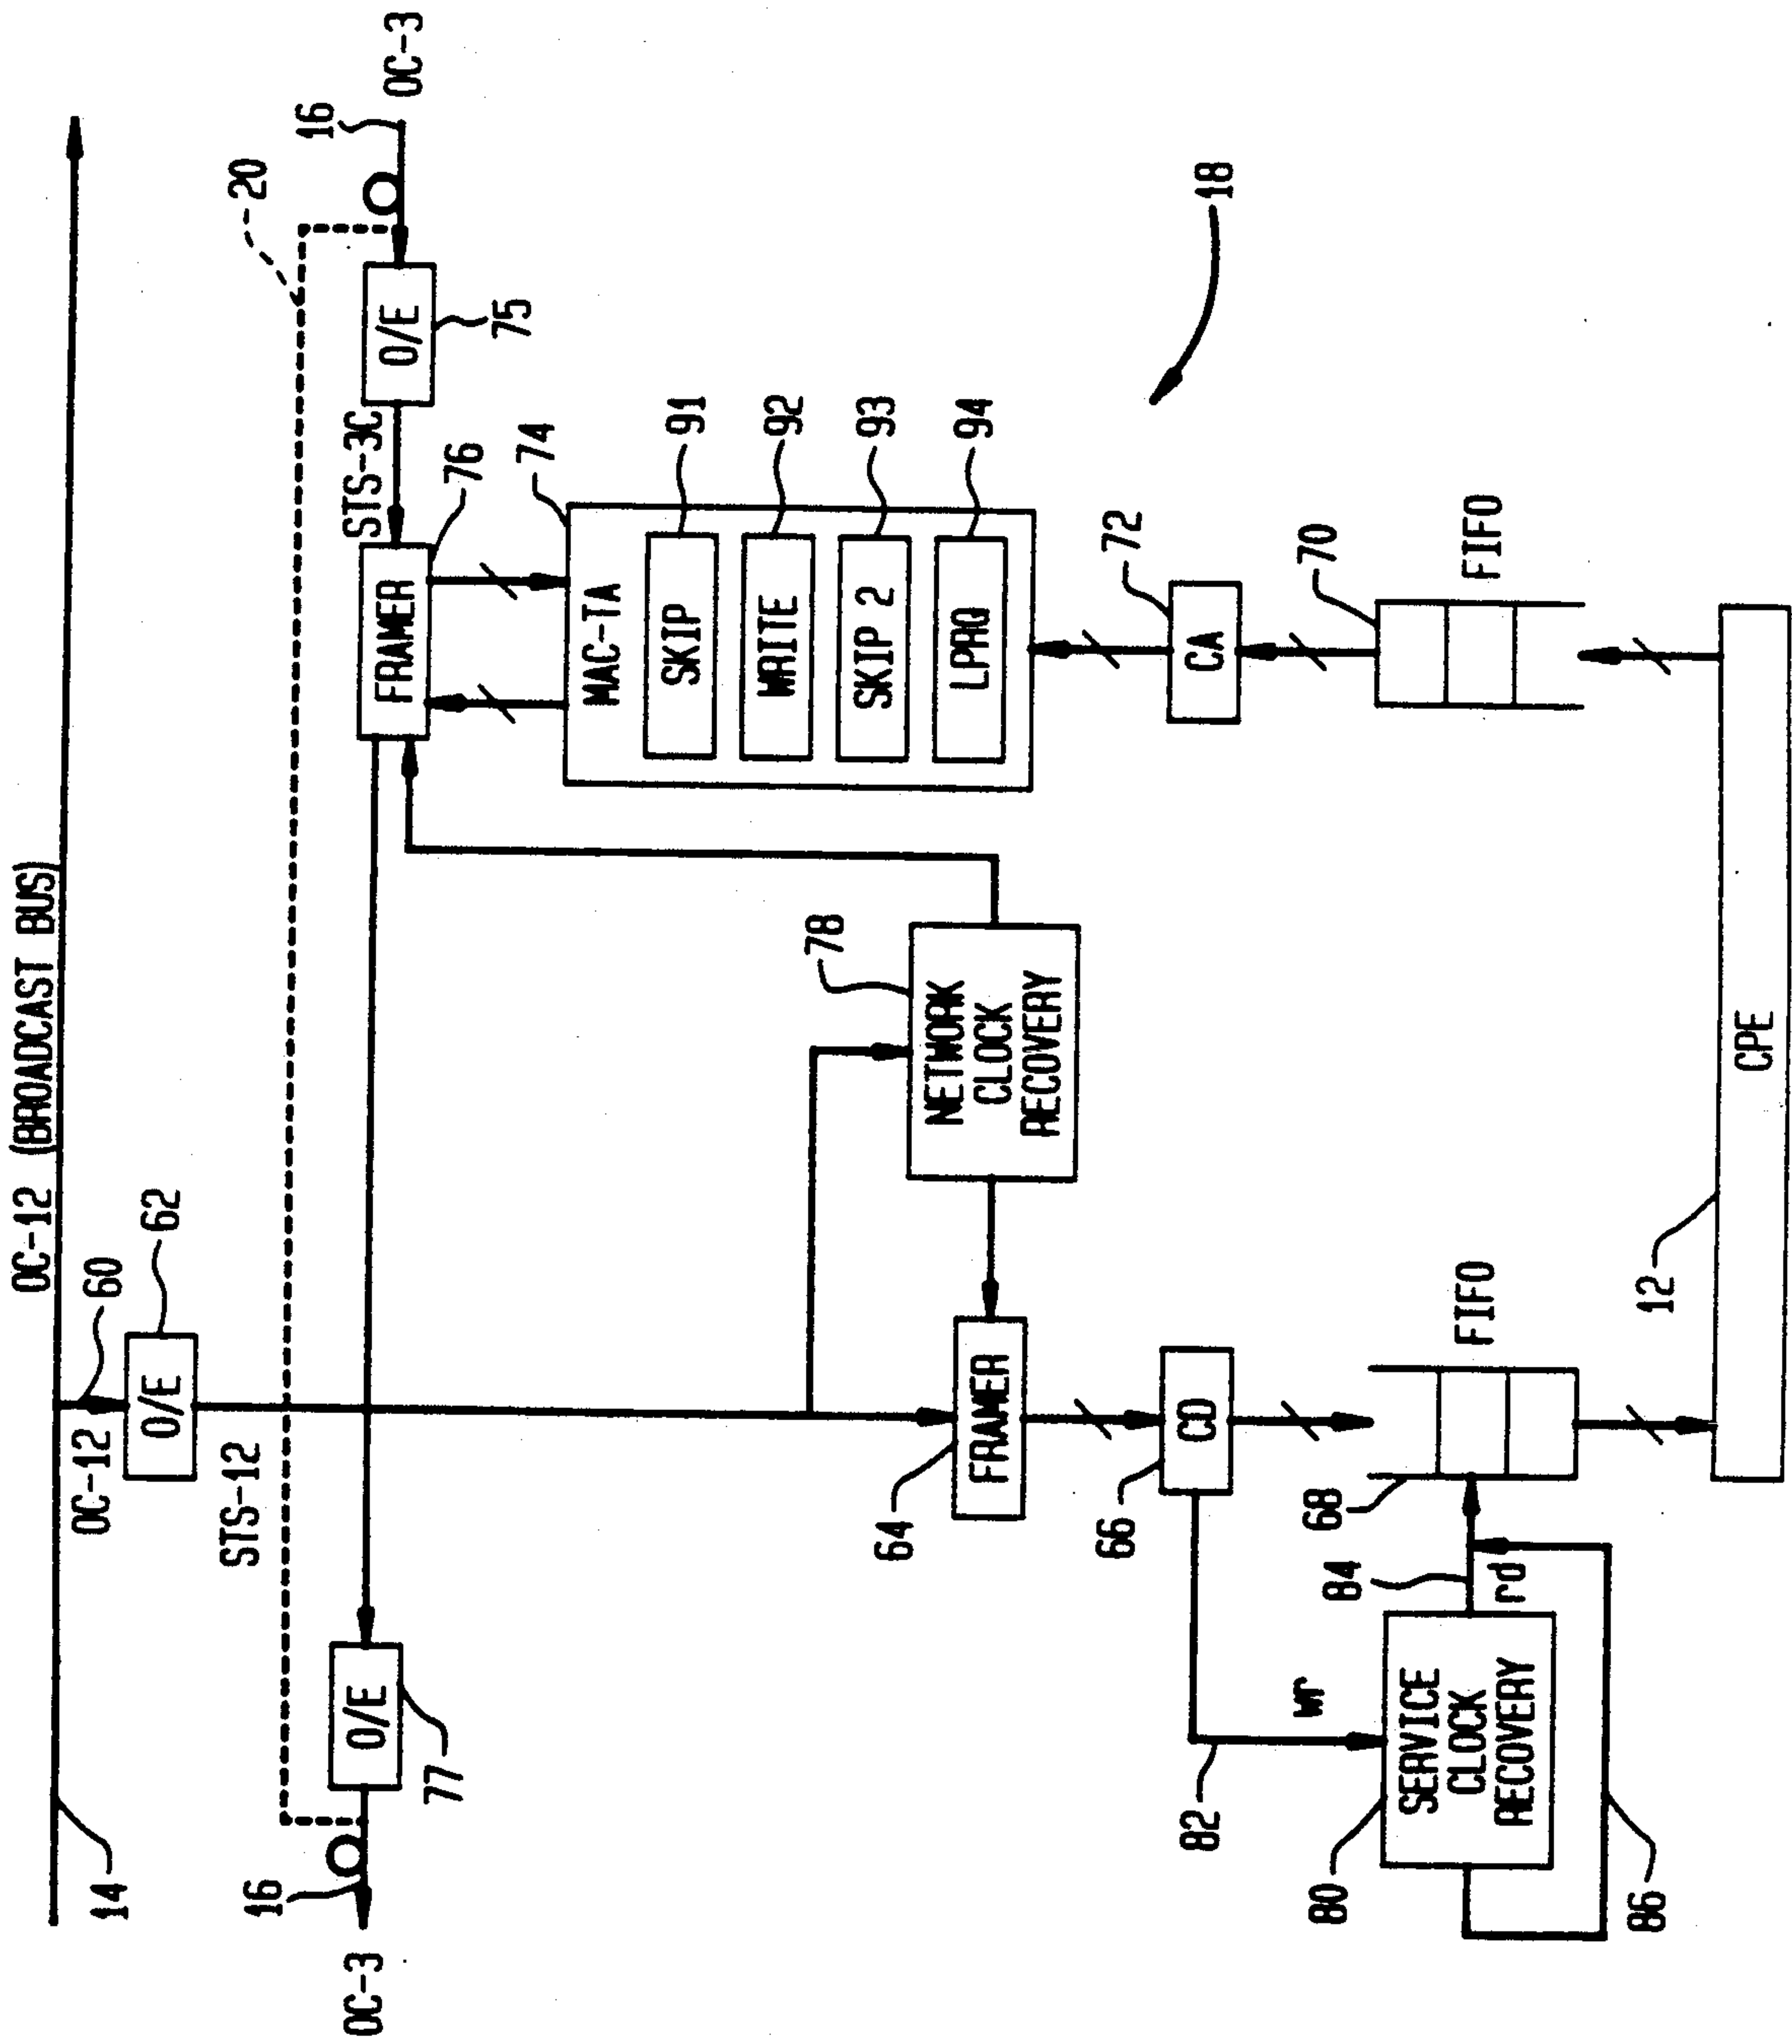 OC-12 (BROADCAST BUS)
14
60
OC-12
62
O/E
STS-12
20
16
OC-3
O/E
77
O/E
75
STS-3C
16
OC-3
FRAMER
76
74
MAC-TA
SKIP
91
WRITE
92
SKIP 2
93
LPRQ
94
78
NETWORK
CLOCK
RECOVERY
64
FRAMER
66
CD
72
CA
18
82
wr
84
rd
68
FIFO
70
FIFO
80
SERVICE
CLOCK
RECOVERY
86
12
CPE